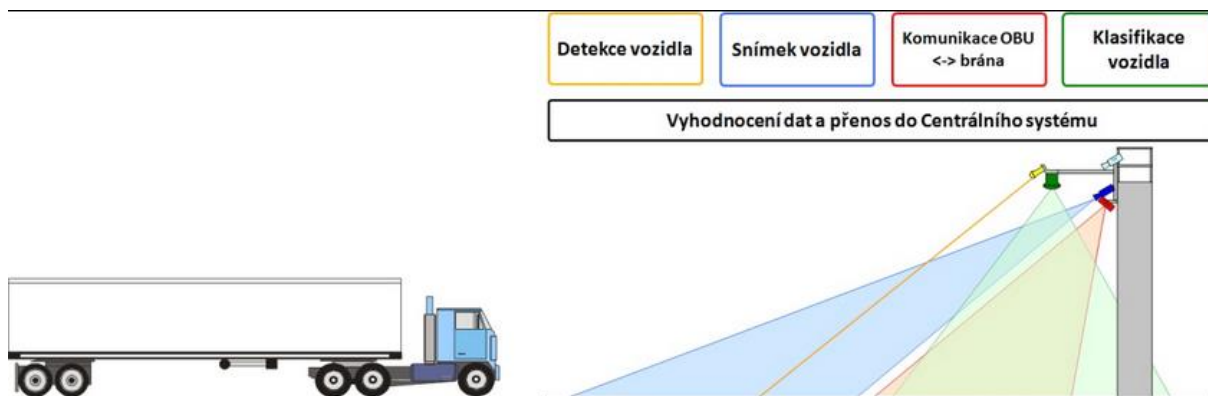 Detekce vozidla
Snímek vozidla
Komunikace OBU
<-> brána
Klasifikace
vozidla
Vyhodnocení dat a přenos do Centrálního systému